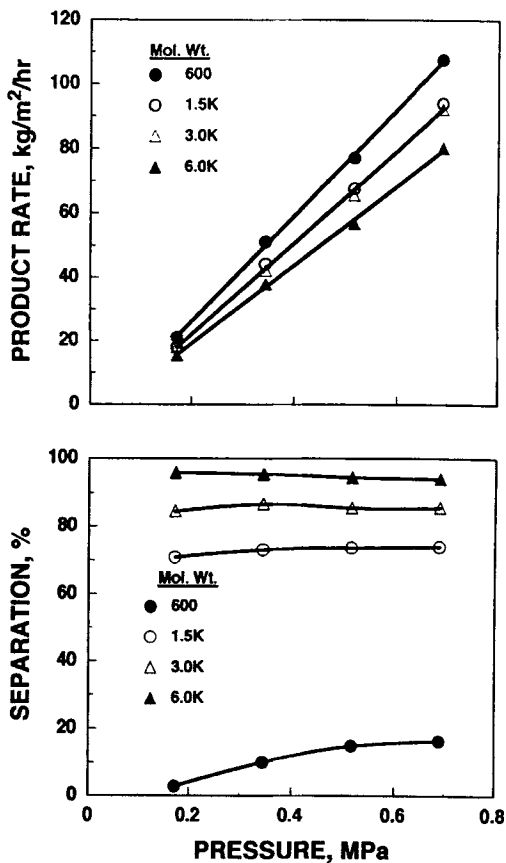 PRODUCT RATE, kg/m²/hr
120
100
80
60
40
20
0
Mol. Wt.
600
1.5K
3.0K
6.0K
SEPARATION, %
100
80
60
40
20
0
Mol. Wt.
600
1.5K
3.0K
6.0K
0 0.2 0.4 0.6 0.8
PRESSURE, MPa